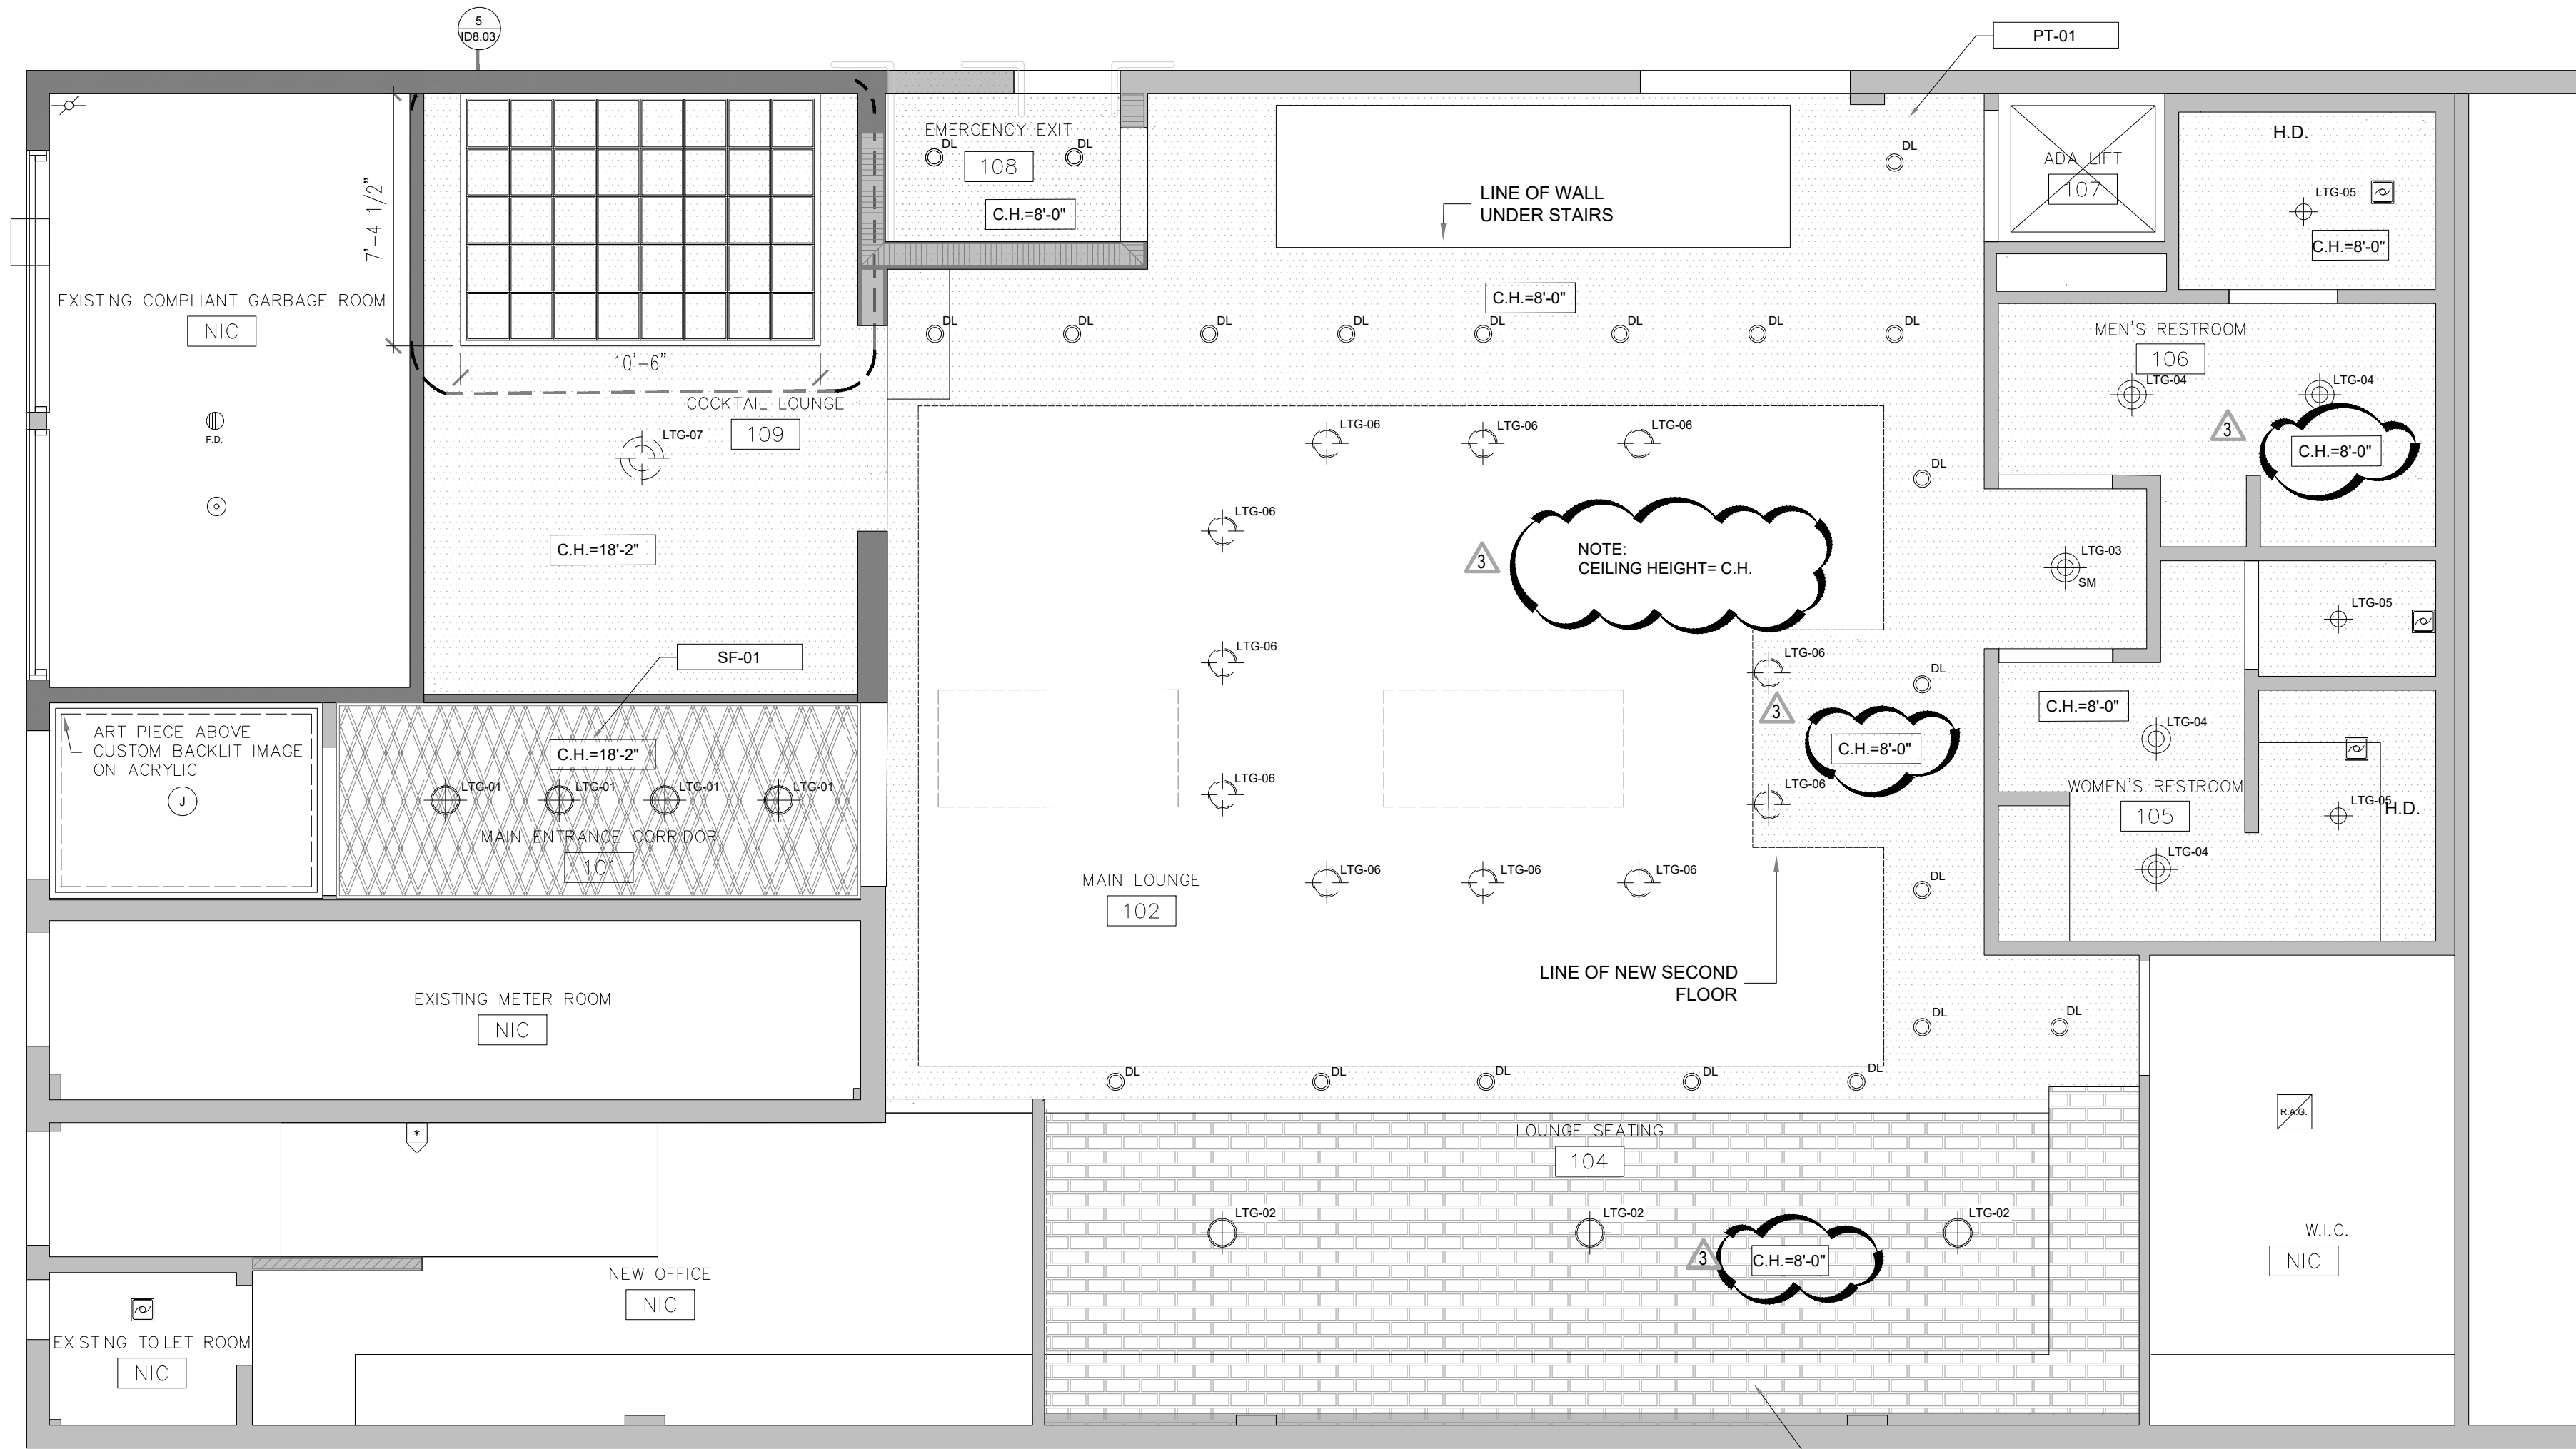 5
ID8.03
PT-01
EMERGENCY EXIT
DL
DL
108
C.H.=8'-0"
LINE OF WALL
UNDER STAIRS
DL
ADA LIFT
107
H.D.
LTG-05
C.H.=8'-0"
7'-4 1/2"
EXISTING COMPLIANT GARBAGE ROOM
NIC
C.H.=8'-0"
DL
DL
DL
DL
DL
DL
DL
DL
MEN'S RESTROOM
106
LTG-04
LTG-04
10'-6"
COCKTAIL LOUNGE
109
LTG-07
F.D.
3
C.H.=8'-0"
LTG-06
LTG-06
LTG-06
DL
LTG-06
C.H.=18'-2"
3
NOTE:
CEILING HEIGHT= C.H.
LTG-03
SM
LTG-05
SF-01
LTG-06
LTG-06
DL
3
C.H.=8'-0"
C.H.=8'-0"
LTG-04
ART PIECE ABOVE
CUSTOM BACKLIT IMAGE
ON ACRYLIC
J
C.H.=18'-2"
LTG-01
LTG-01
LTG-01
LTG-01
MAIN ENTRANCE CORRIDOR
101
LTG-06
LTG-06
WOMEN'S RESTROOM
105
LTG-05
H.D.
LTG-04
MAIN LOUNGE
102
LTG-06
LTG-06
LTG-06
DL
LINE OF NEW SECOND
FLOOR
EXISTING METER ROOM
NIC
DL
DL
DL
DL
DL
DL
DL
R.A.G.
*
LOUNGE SEATING
104
LTG-02
LTG-02
LTG-02
3
C.H.=8'-0"
W.I.C.
NIC
NEW OFFICE
NIC
EXISTING TOILET ROOM
NIC